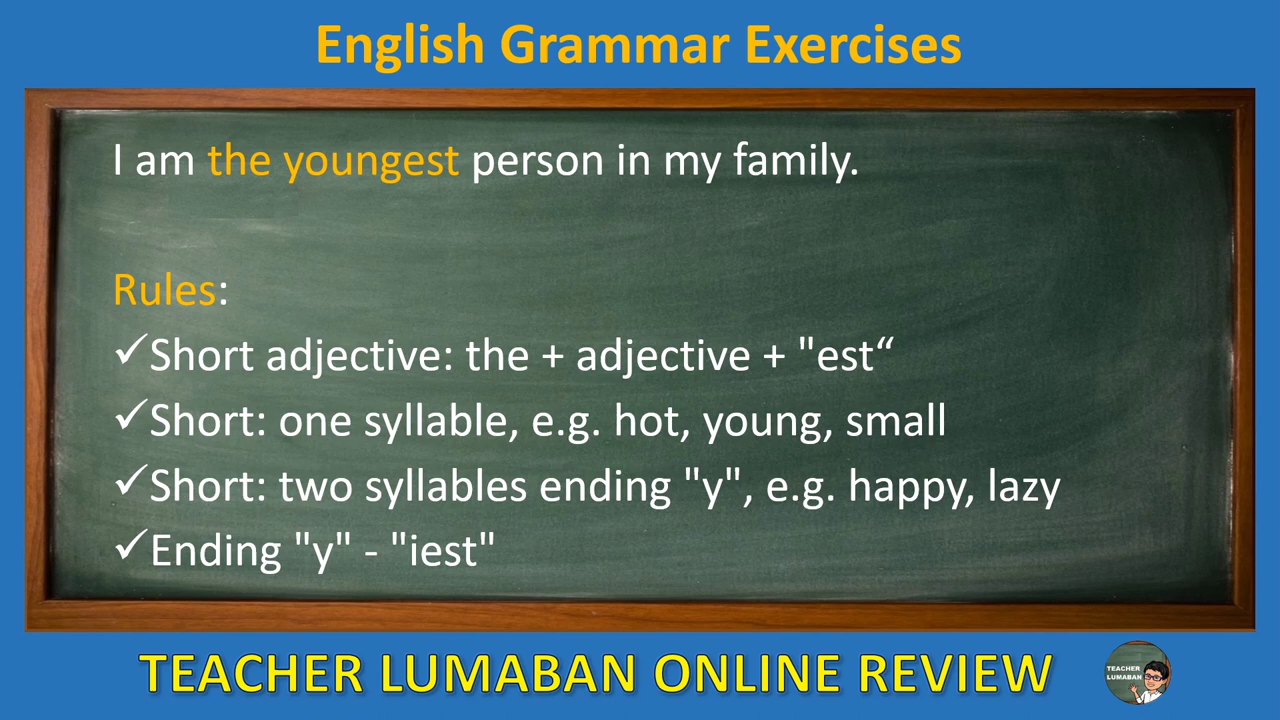 English Grammar Exercises
I am the youngest person in my family.
Rules:
✓Short adjective: the + adjective + "est“
✓Short: one syllable, e.g. hot, young, small
✓Short: two syllables ending "y", e.g. happy, lazy
✓Ending "y" - "iest"
TEACHER LUMABAN ONLINE REVIEW
TEACHER
LUMABAN